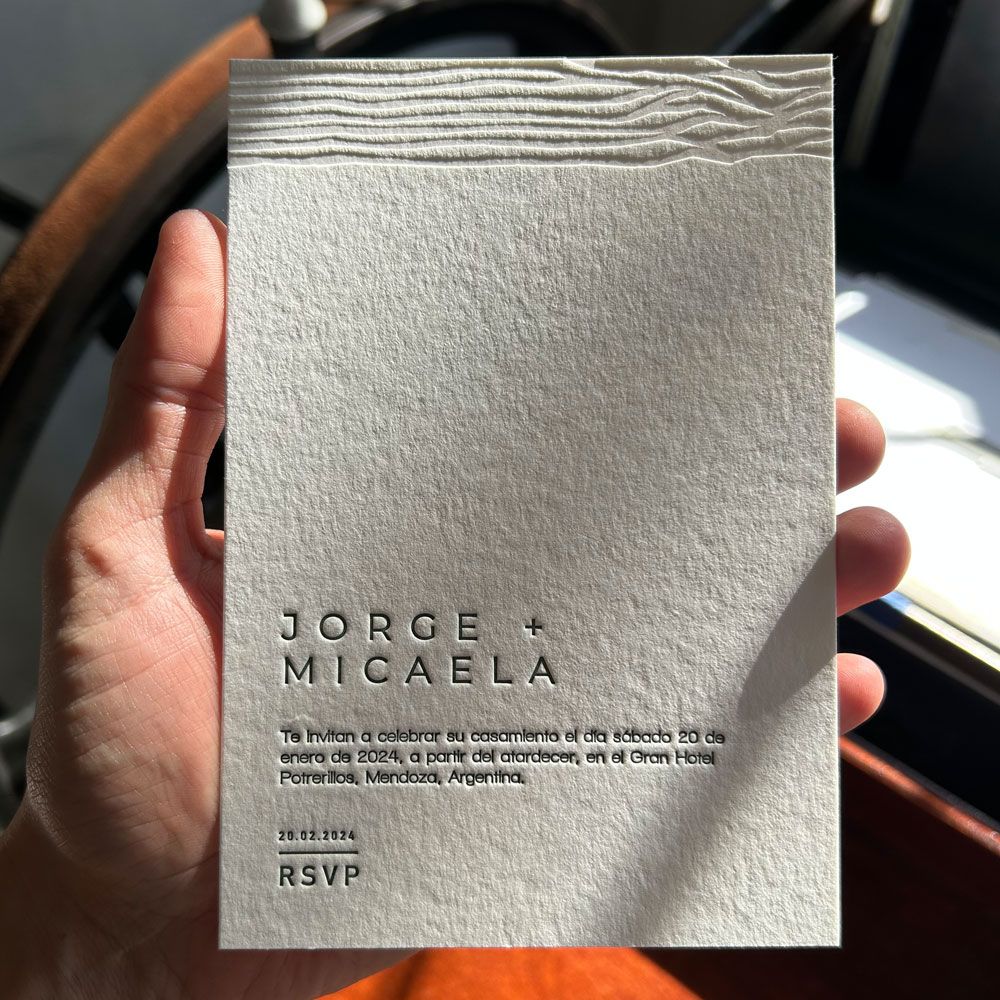 JORGE +
MICAELA
Te invitan a celebrar su casamiento el día sábado 20 de
enero de 2024, a partir del atardecer, en el Gran Hotel
Potrerillos, Mendoza, Argentina.
20.02.2024
RSVP